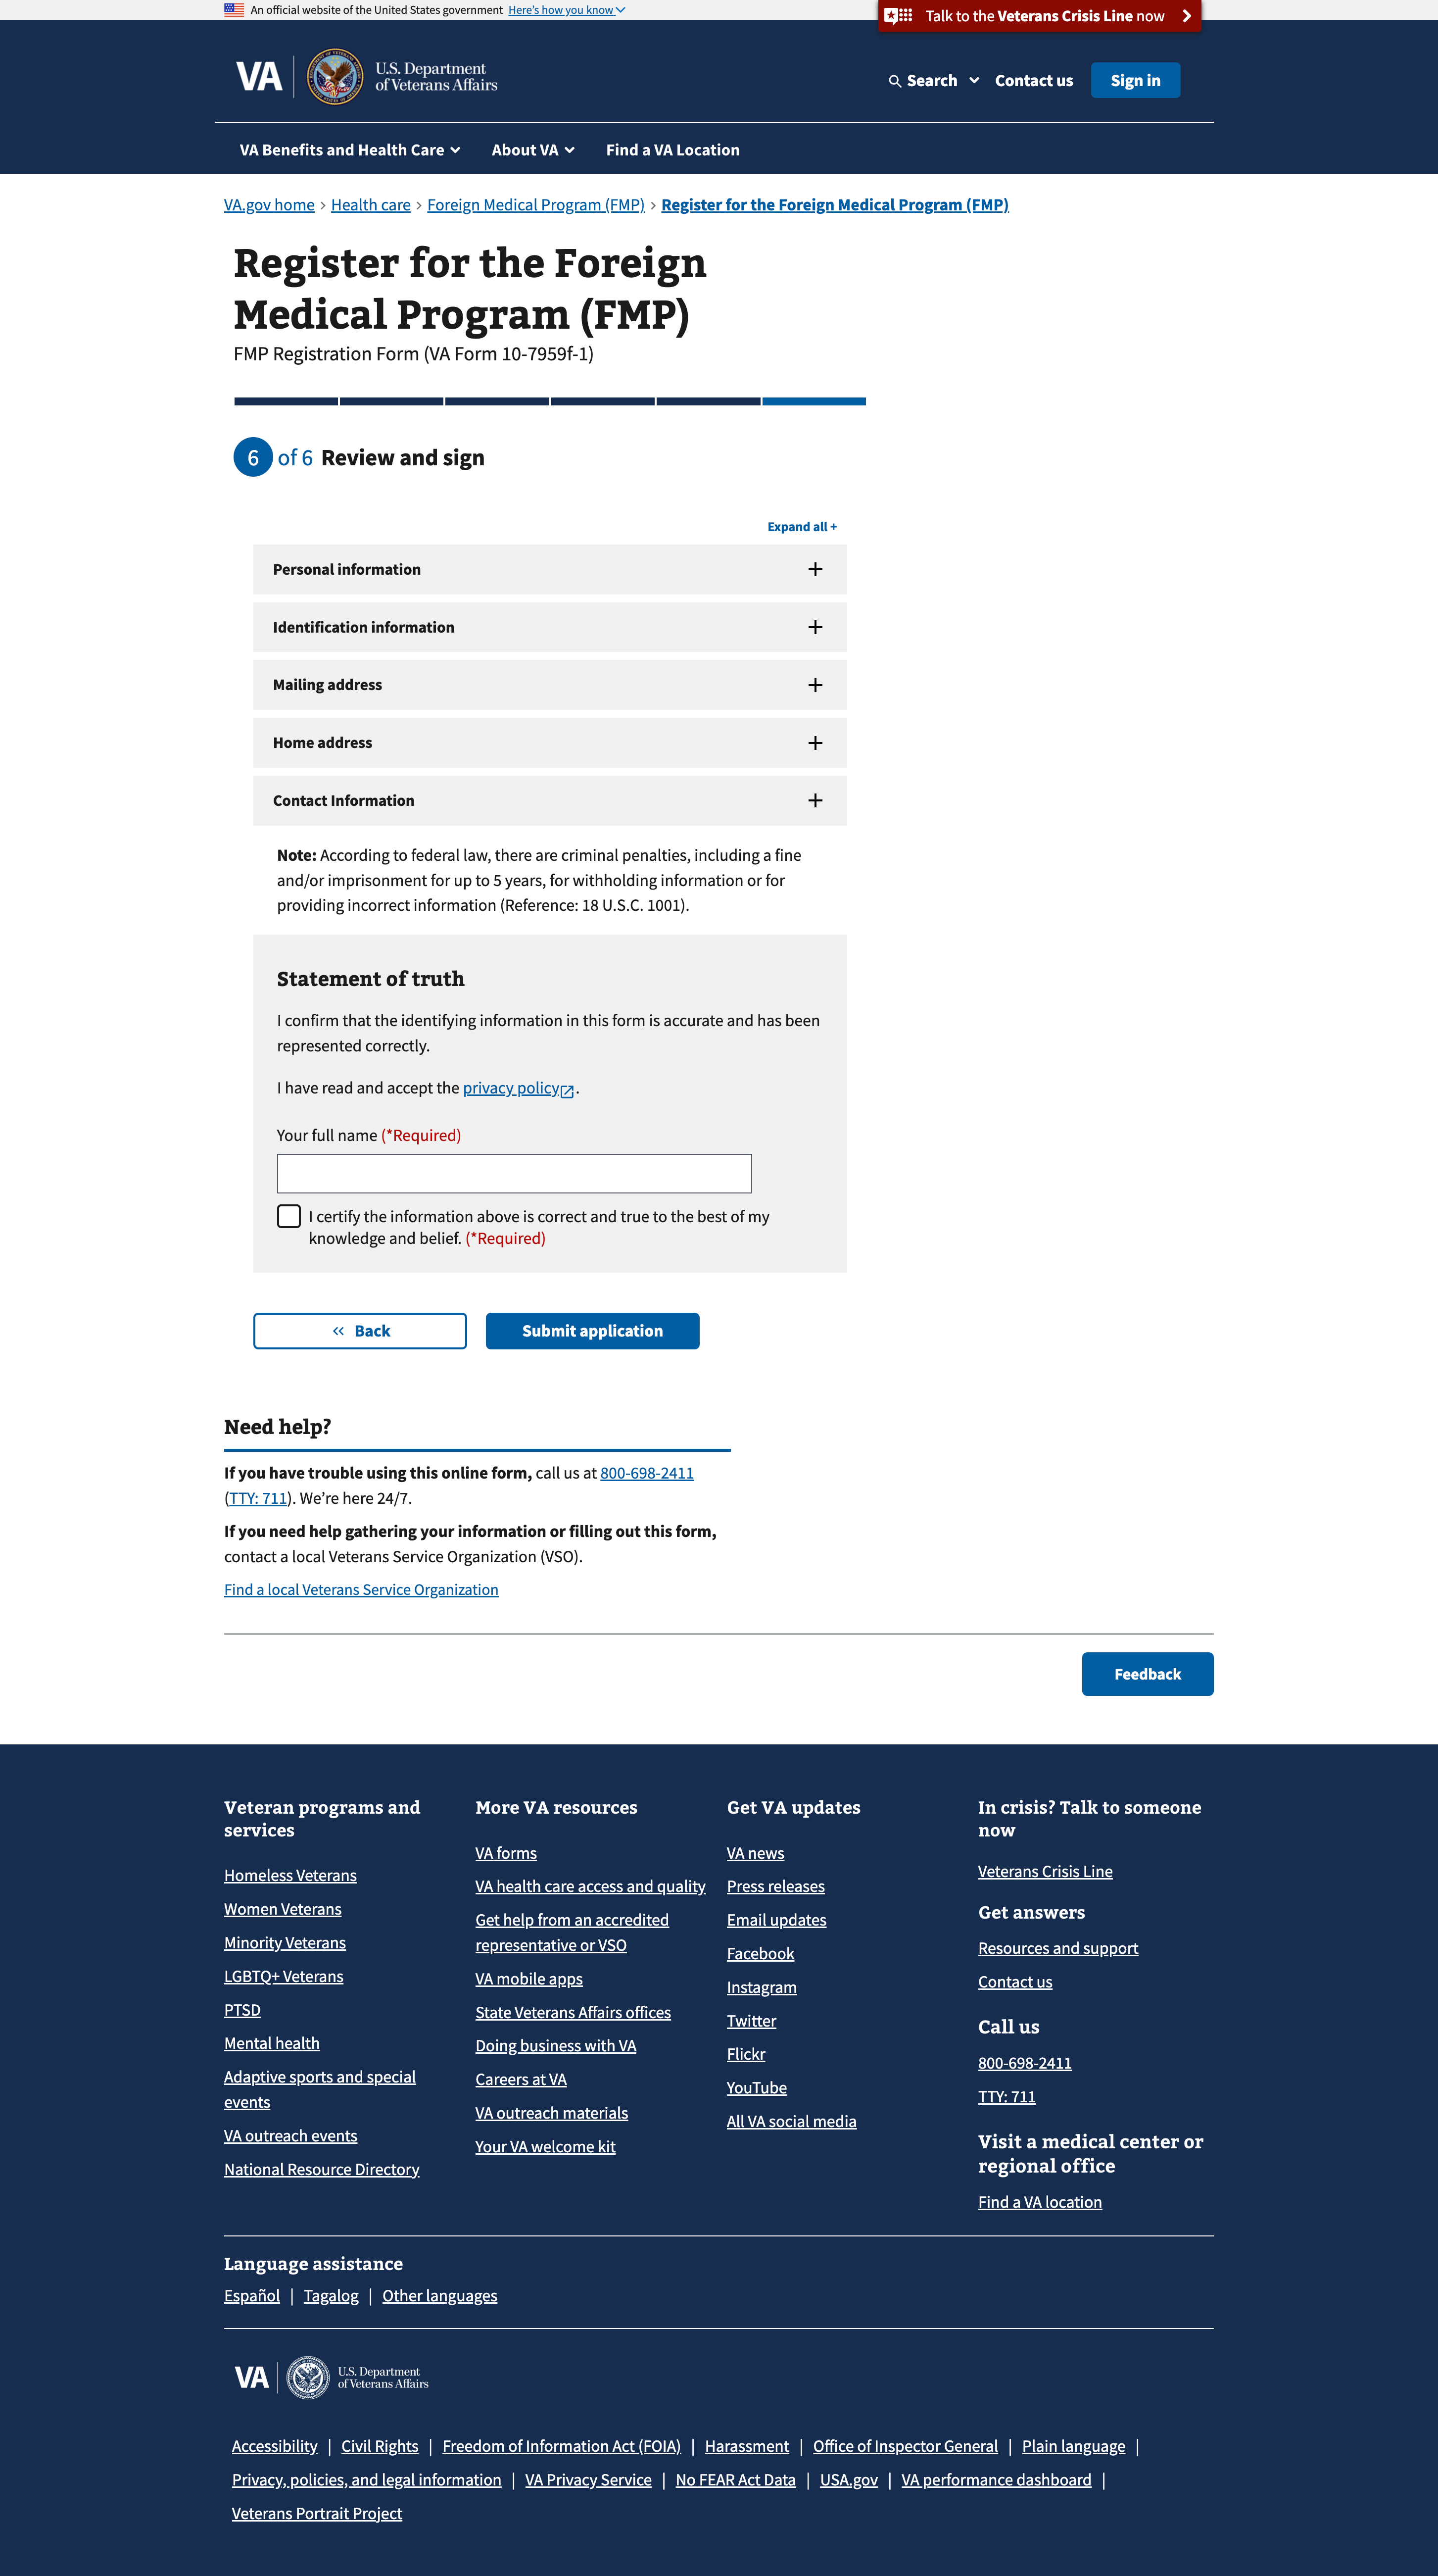 An official website of the United States government Here's how you know
Talk to the Veterans Crisis Line now
VA
U.S. Department
of Veterans Affairs
Search
Contact us
Sign in
VA Benefits and Health Care
About VA
Find a VA Location
VA.gov home › Health care › Foreign Medical Program (FMP) › Register for the Foreign Medical Program (FMP)
Register for the Foreign
Medical Program (FMP)
FMP Registration Form (VA Form 10-7959f-1)
6 of 6 Review and sign
Expand all +
Personal information
Identification information
Mailing address
Home address
Contact Information
Note: According to federal law, there are criminal penalties, including a fine
and/or imprisonment for up to 5 years, for withholding information or for
providing incorrect information (Reference: 18 U.S.C. 1001).
Statement of truth
I confirm that the identifying information in this form is accurate and has been
represented correctly.
I have read and accept the privacy policy.
Your full name (*Required)
I certify the information above is correct and true to the best of my
knowledge and belief. (*Required)
« Back
Submit application
Need help?
If you have trouble using this online form, call us at 800-698-2411
(TTY: 711). We’re here 24/7.
If you need help gathering your information or filling out this form,
contact a local Veterans Service Organization (VSO).
Find a local Veterans Service Organization
Feedback
Veteran programs and
services
Homeless Veterans
Women Veterans
Minority Veterans
LGBTQ+ Veterans
PTSD
Mental health
Adaptive sports and special
events
VA outreach events
National Resource Directory
More VA resources
VA forms
VA health care access and quality
Get help from an accredited
representative or VSO
VA mobile apps
State Veterans Affairs offices
Doing business with VA
Careers at VA
VA outreach materials
Your VA welcome kit
Get VA updates
VA news
Press releases
Email updates
Facebook
Instagram
Twitter
Flickr
YouTube
All VA social media
In crisis? Talk to someone
now
Veterans Crisis Line
Get answers
Resources and support
Contact us
Call us
800-698-2411
TTY: 711
Visit a medical center or
regional office
Find a VA location
Language assistance
Español | Tagalog | Other languages
VA
U.S. Department
of Veterans Affairs
Accessibility | Civil Rights | Freedom of Information Act (FOIA) | Harassment | Office of Inspector General | Plain language |
Privacy, policies, and legal information | VA Privacy Service | No FEAR Act Data | USA.gov | VA performance dashboard |
Veterans Portrait Project